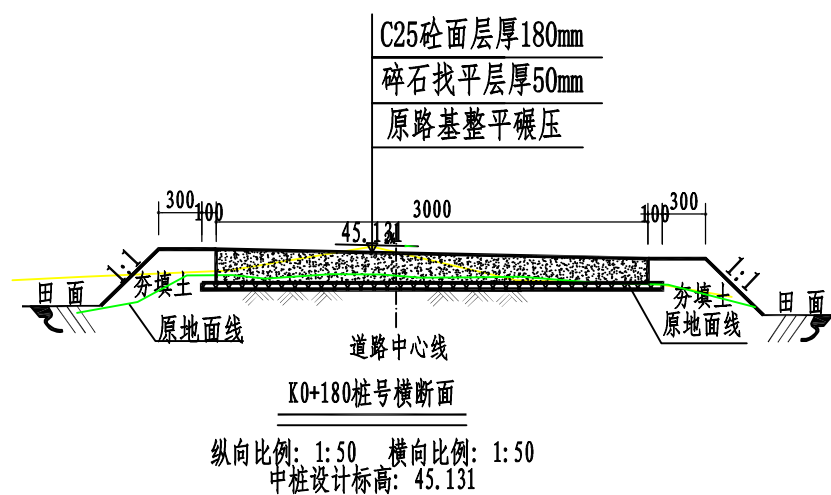 C25砼面层厚180mm
碎石找平层厚50mm
原路基整平碾压
300 100 3000 100 300
45.131
1:1 1:1
夯填土 夯填土
田 面 田 面
原地面线 原地面线
道路中心线
K0+180桩号横断面
纵向比例: 1:50 横向比例: 1:50
中桩设计标高: 45.131